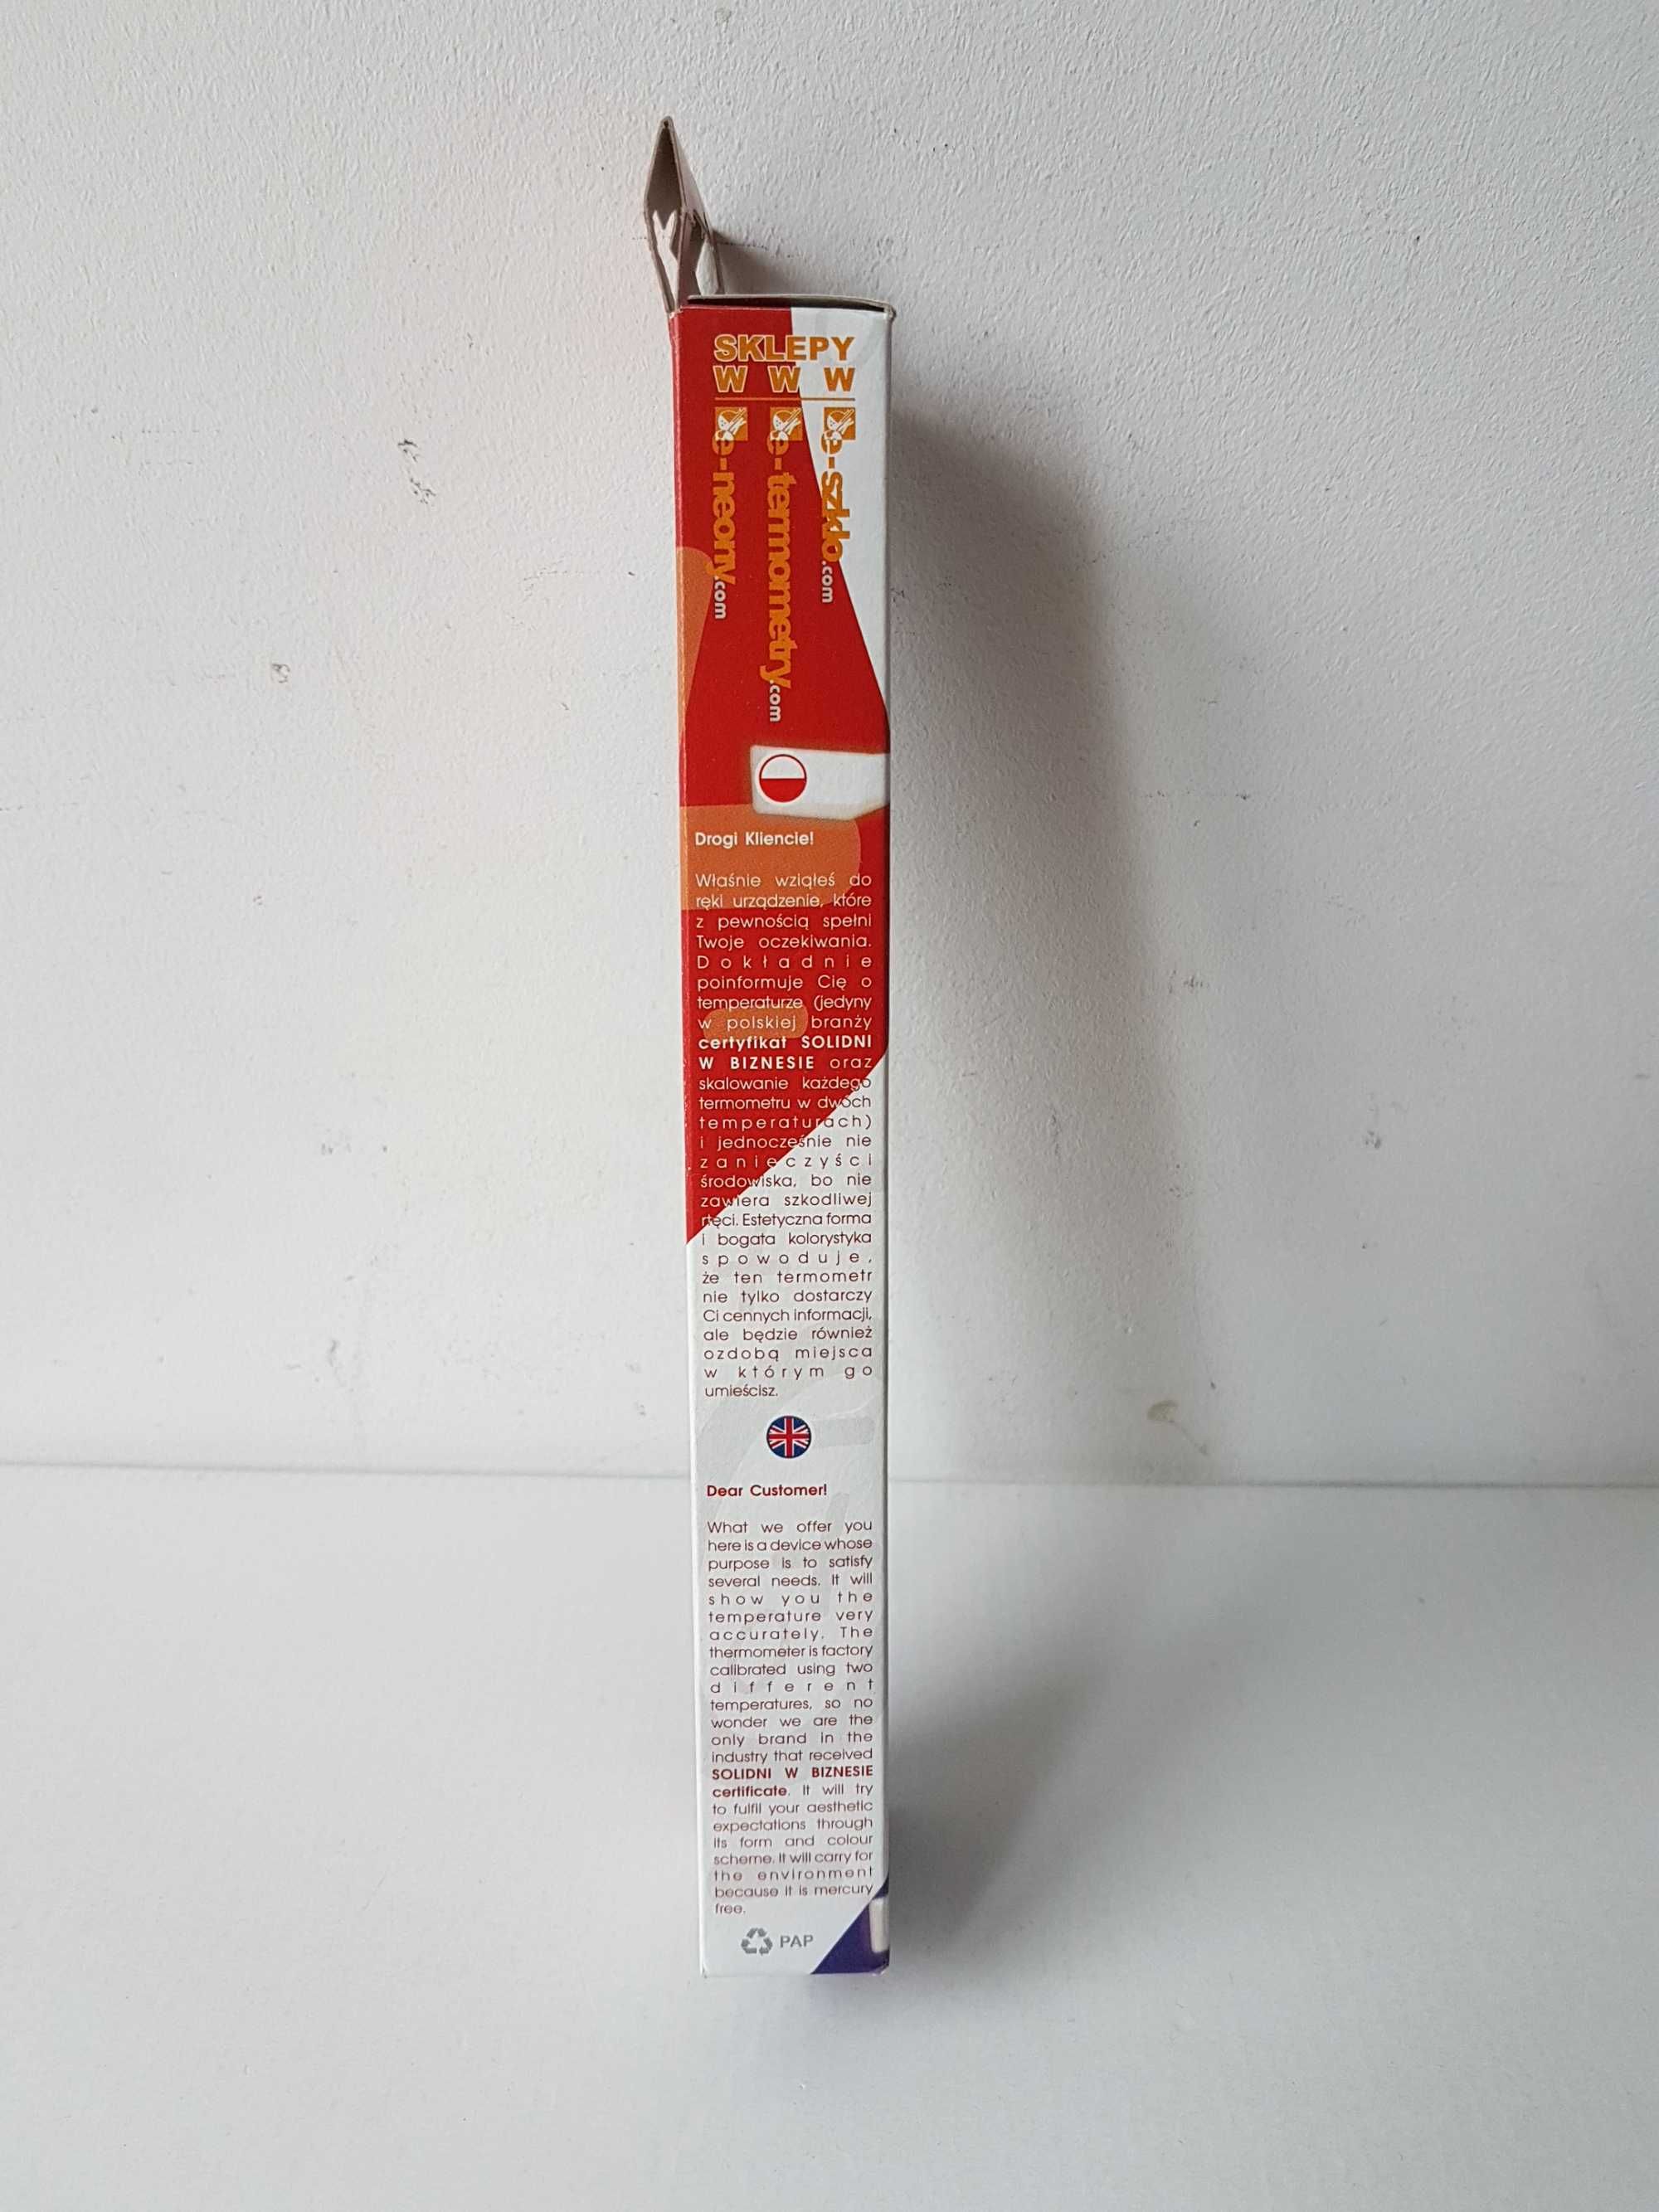 SKLEPY
W W W
e-neony.com
e-termometry.com
e-szkło.com
Drogi Kliencie!
Właśnie wziąłeś do
ręki urządzenie, które
z pewnością spełni
Twoje oczekiwania.
Dokładnie
poinformuje Cię o
temperaturze (jedyny
w polskiej branży
certyfikat SOLIDNI
W BIZNESIE oraz
skalowanie każdego
termometru w dwóch
temperaturach)
i jednocześnie nie
zanieczyści
środowiska, bo nie
zawiera szkodliwej
rtęci. Estetyczna forma
i bogata kolorystyka
spowoduje,
że ten termometr
nie tylko dostarczy
Ci cennych informacji,
ale będzie również
ozdobą miejsca
w którym go
umieścisz.
Dear Customer!
What we offer you
here is a device whose
purpose is to satisfy
several needs. It will
show you the
temperature very
accurately. The
thermometer is factory
calibrated using two
different
temperatures, so no
wonder we are the
only brand in the
industry that received
SOLIDNI W BIZNESIE
certificate. It will try
to fulfil your aesthetic
expectations through
its form and colour
scheme. It will carry for
the environment
because it is mercury
free.
PAP